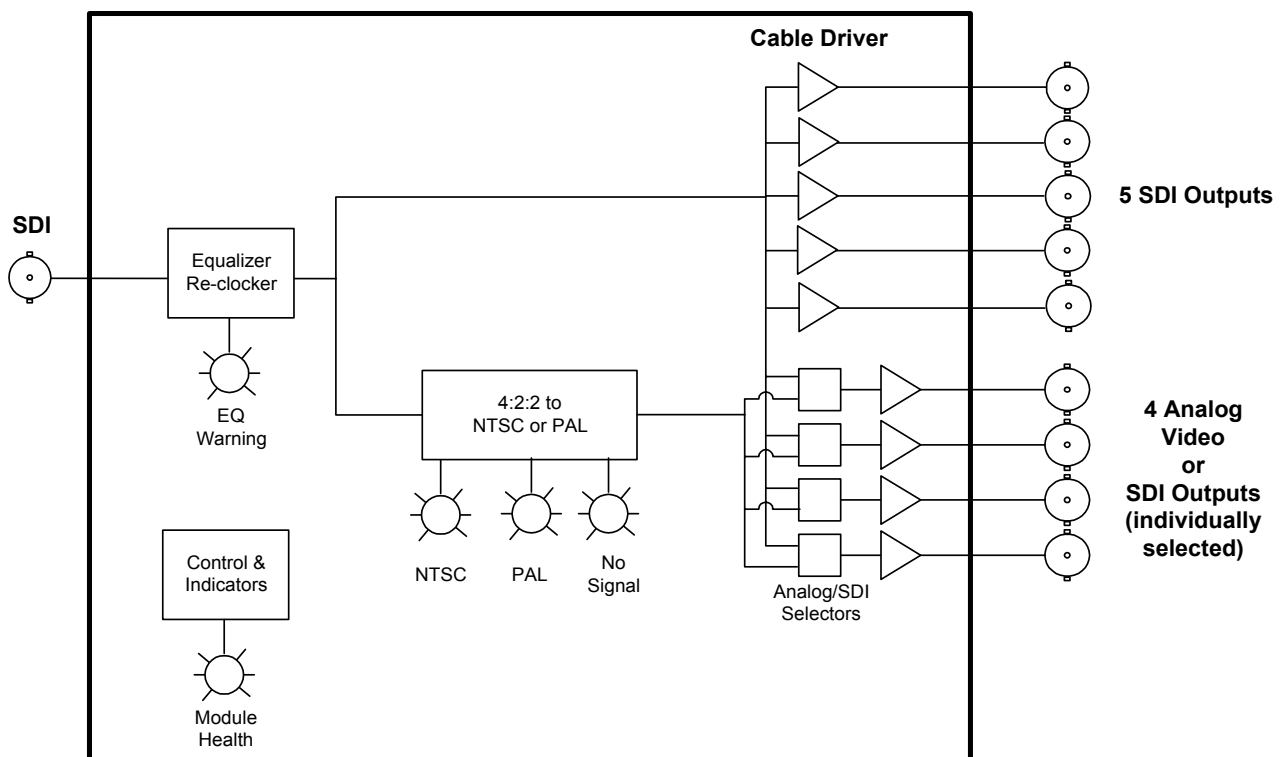 Cable Driver
5 SDI Outputs
SDI
Equalizer
Re-clocker
EQ
Warning
4:2:2 to
NTSC or PAL
NTSC
PAL
No
Signal
4 Analog
Video
or
SDI Outputs
(individually
selected)
Analog/SDI
Selectors
Control &
Indicators
Module
Health